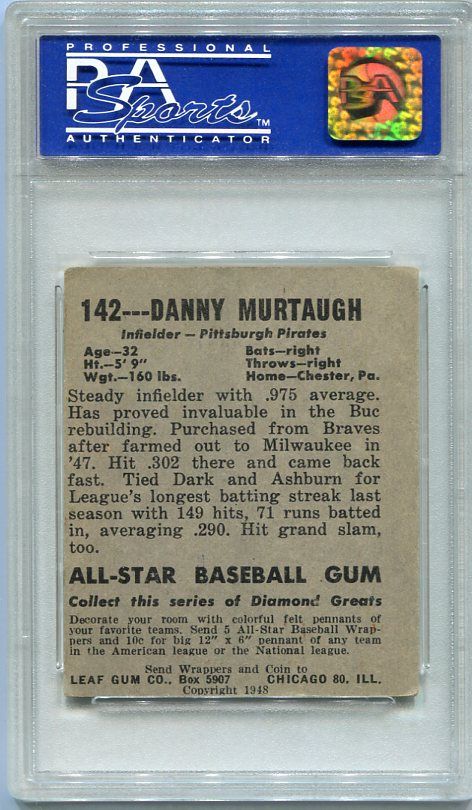 PROFESSIONAL
PSA
Sports™
AUTHENTICATOR
PSA
142---DANNY MURTAUGH
Infielder — Pittsburgh Pirates
Age—32 Bats—right
Ht.—5' 9" Throws—right
Wgt.—160 lbs. Home—Chester, Pa.
Steady infielder with .975 average.
Has proved invaluable in the Buc
rebuilding. Purchased from Braves
after farmed out to Milwaukee in
'47. Hit .302 there and came back
fast. Tied Dark and Ashburn for
League's longest batting streak last
season with 149 hits, 71 runs batted
in, averaging .290. Hit grand slam,
too.
ALL-STAR BASEBALL GUM
Collect this series of Diamond Greats
Decorate your room with colorful felt pennants of
your favorite teams. Send 5 All-Star Baseball Wrap-
pers and 10c for big 12" x 6" pennant of any team
in the American league or the National league.
Send Wrappers and Coin to
LEAF GUM CO., Box 5907 CHICAGO 80, ILL.
Copyright 1948